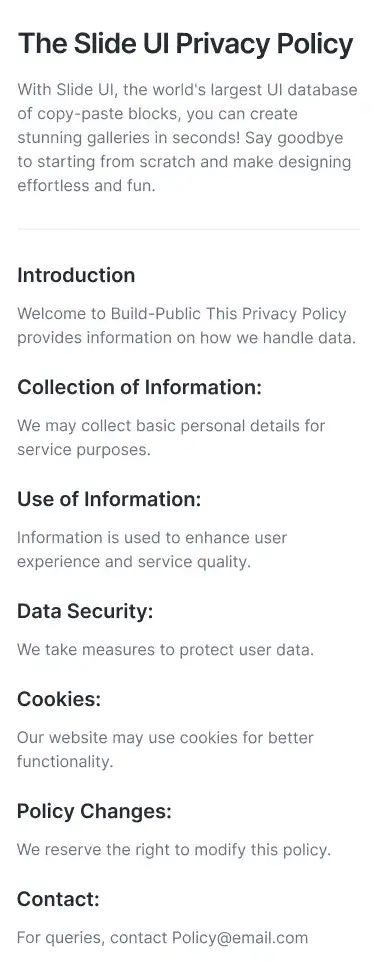 The Slide UI Privacy Policy
With Slide UI, the world's largest UI database
of copy-paste blocks, you can create
stunning galleries in seconds! Say goodbye
to starting from scratch and make designing
effortless and fun.
Introduction
Welcome to Build-Public This Privacy Policy
provides information on how we handle data.
Collection of Information:
We may collect basic personal details for
service purposes.
Use of Information:
Information is used to enhance user
experience and service quality.
Data Security:
We take measures to protect user data.
Cookies:
Our website may use cookies for better
functionality.
Policy Changes:
We reserve the right to modify this policy.
Contact:
For queries, contact Policy@email.com